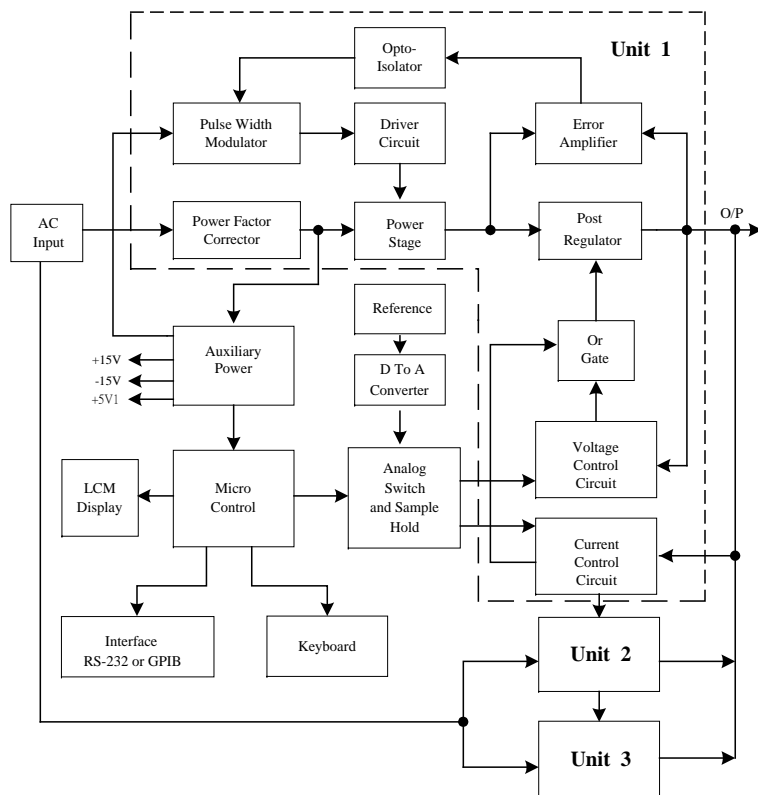 Opto-
Isolator
Unit 1
Pulse Width
Modulator
Driver
Circuit
Error
Amplifier
AC
Input
Power Factor
Corrector
Power
Stage
Post
Regulator
O/P
Reference
Auxiliary
Power
+15V
-15V
+5V1
Or
Gate
D To A
Converter
LCM
Display
Micro
Control
Analog
Switch
and Sample
Hold
Voltage
Control
Circuit
Current
Control
Circuit
Interface
RS-232 or GPIB
Keyboard
Unit 2
Unit 3